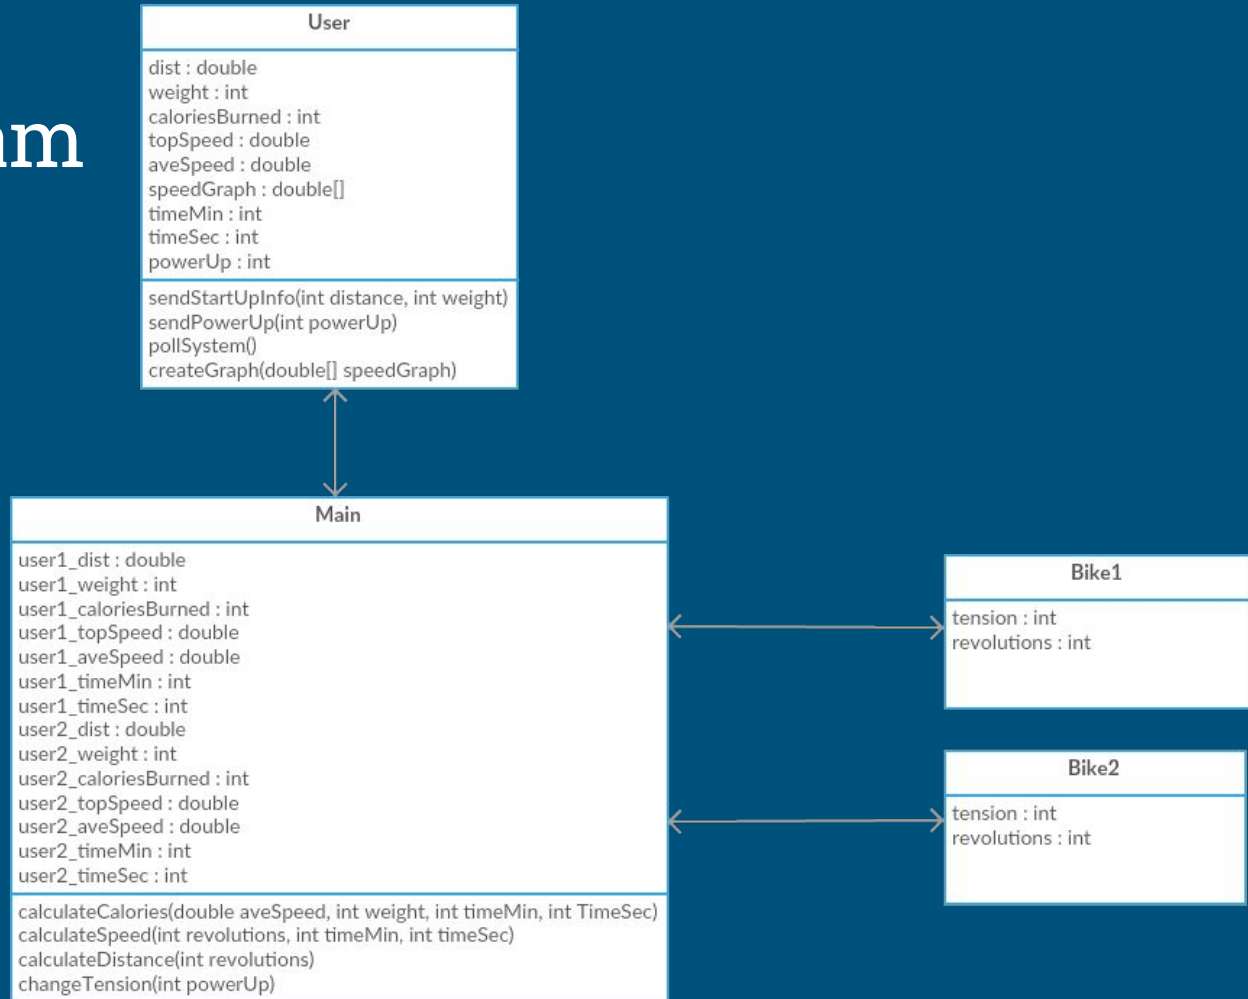 User
dist : double
weight : int
caloriesBurned : int
topSpeed : double
aveSpeed : double
speedGraph : double[]
timeMin : int
timeSec : int
powerUp : int
sendStartUpInfo(int distance, int weight)
sendPowerUp(int powerUp)
pollSystem()
createGraph(double[] speedGraph)
Main
user1_dist : double
user1_weight : int
user1_caloriesBurned : int
user1_topSpeed : double
user1_aveSpeed : double
user1_timeMin : int
user1_timeSec : int
user2_dist : double
user2_weight : int
user2_caloriesBurned : int
user2_topSpeed : double
user2_aveSpeed : double
user2_timeMin : int
user2_timeSec : int
calculateCalories(double aveSpeed, int weight, int timeMin, int TimeSec)
calculateSpeed(int revolutions, int timeMin, int timeSec)
calculateDistance(int revolutions)
changeTension(int powerUp)
Bike1
tension : int
revolutions : int
Bike2
tension : int
revolutions : int